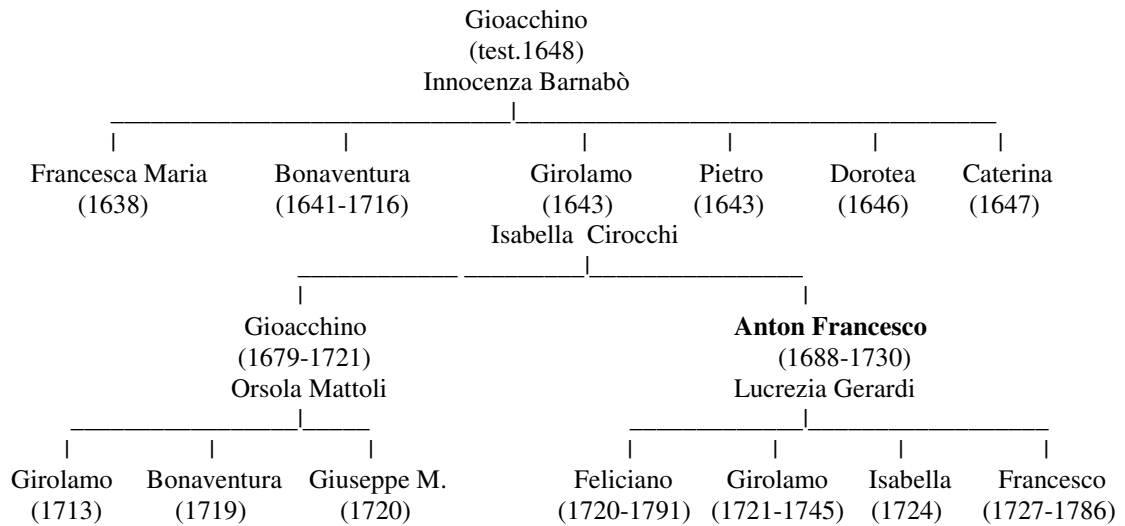 Gioacchino
(test.1648)
Innocenza Barnabò
Francesca Maria Bonaventura Girolamo Pietro Dorotea Caterina
(1638) (1641-1716) (1643) (1643) (1646) (1647)
Isabella Cirocchi
Gioacchino Anton Francesco
(1679-1721) (1688-1730)
Orsola Mattoli Lucrezia Gerardi
Girolamo Bonaventura Giuseppe M. Feliciano Girolamo Isabella Francesco
(1713) (1719) (1720) (1720-1791) (1721-1745) (1724) (1727-1786)